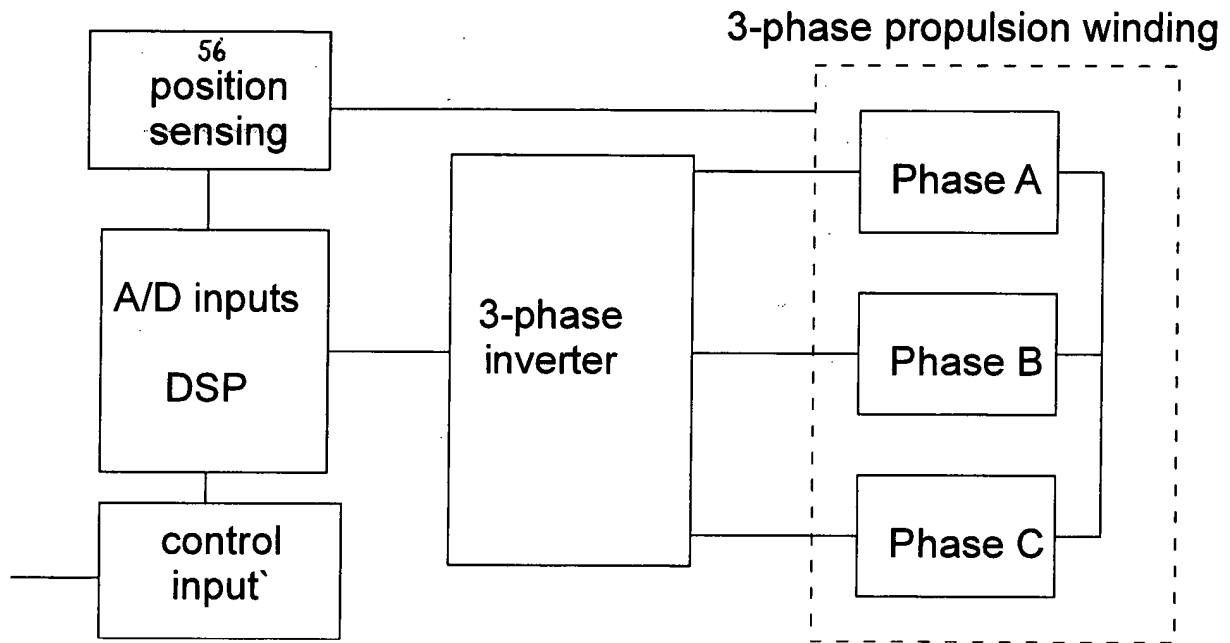 3-phase propulsion winding
56
position
sensing
Phase A
A/D inputs
DSP
3-phase
inverter
Phase B
control
input`
Phase C